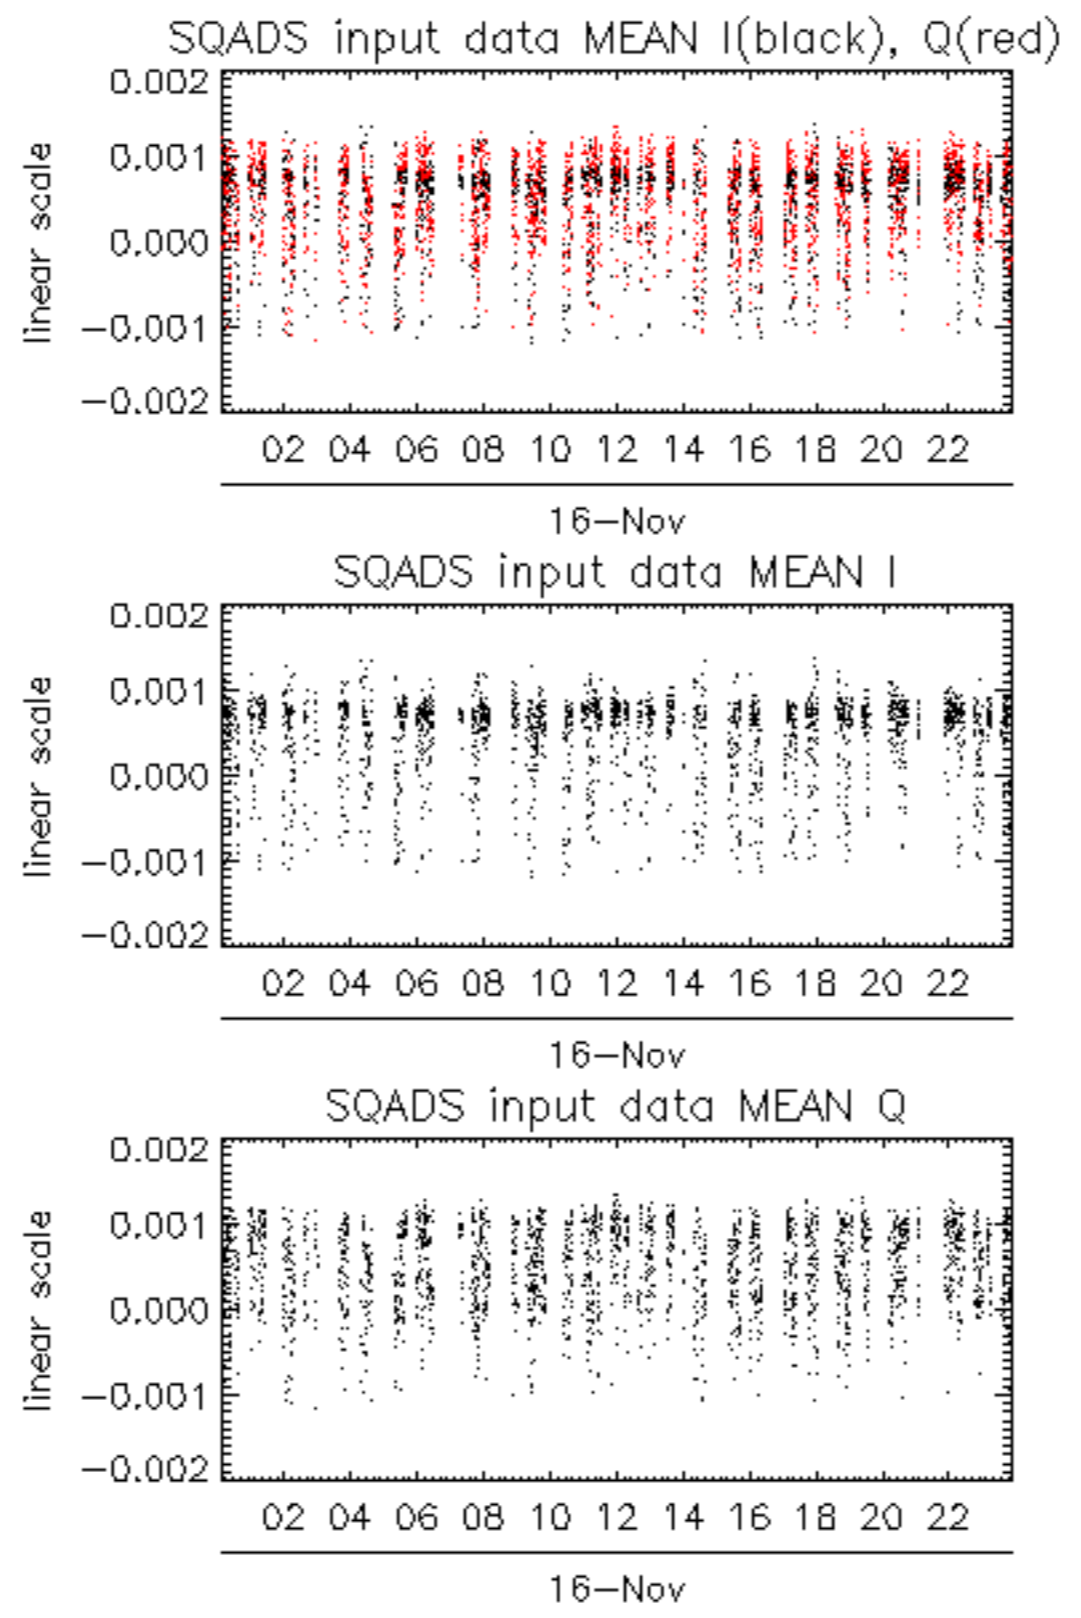 SQADS input data MEAN I(black), Q(red)
0.002
0.001
0.000
−0.001
−0.002
linear scale
02 04 06 08 10 12 14 16 18 20 22
16−Nov
SQADS input data MEAN I
0.002
0.001
0.000
−0.001
−0.002
linear scale
02 04 06 08 10 12 14 16 18 20 22
16−Nov
SQADS input data MEAN Q
0.002
0.001
0.000
−0.001
−0.002
linear scale
02 04 06 08 10 12 14 16 18 20 22
16−Nov